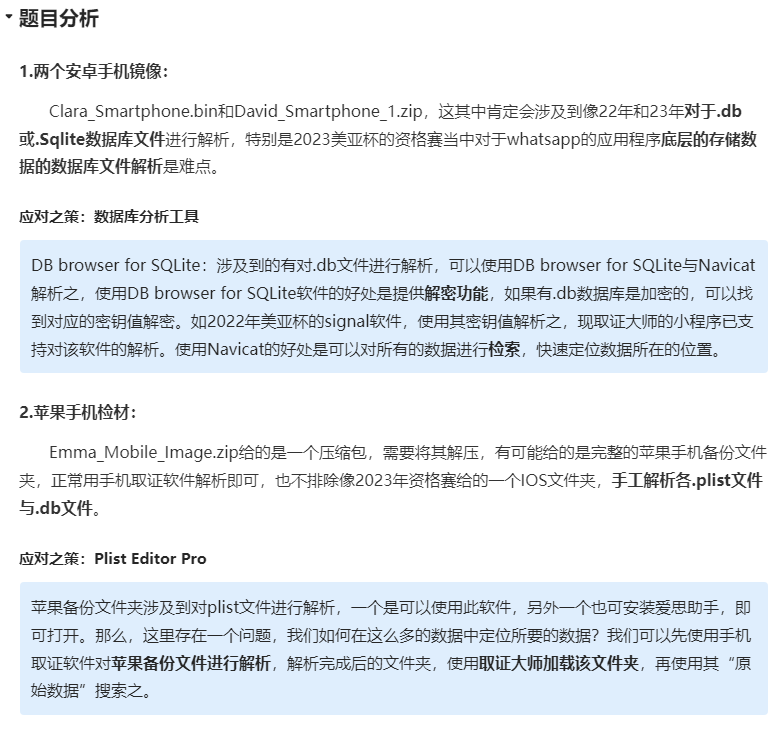 题目分析
1.两个安卓手机镜像：
Clara_Smartphone.bin和David_Smartphone_1.zip，这其中肯定会涉及到像22年和23年对于.db
或.Sqlite数据库文件进行解析，特别是2023美亚杯的资格赛当中对于whatsapp的应用程序底层的存储数
据的数据库文件解析是难点。
应对之策：数据库分析工具
DB browser for SQLite：涉及到的有对.db文件进行解析，可以使用DB browser for SQLite与Navicat
解析之，使用DB browser for SQLite软件的好处是提供解密功能，如果有.db数据库是加密的，可以找
到对应的密钥值解密。如2022年美亚杯的signal软件，使用其密钥值解析之，现取证大师的小程序已支
持对该软件的解析。使用Navicat的好处是可以对所有的数据进行检索，快速定位数据所在的位置。
2.苹果手机检材：
Emma_Mobile_Image.zip给的是一个压缩包，需要将其解压，有可能给的是完整的苹果手机备份文件
夹，正常用手机取证软件解析即可，也不排除像2023年资格赛给的一个IOS文件夹，手工解析各.plist文件
与.db文件。
应对之策：Plist Editor Pro
苹果备份文件夹涉及到对plist文件进行解析，一个是可以使用此软件，另外一个也可安装爱思助手，即
可打开。那么，这里存在一个问题，我们如何在这么多的数据中定位所要的数据？我们可以先使用手机
取证软件对苹果备份文件进行解析，解析完成后的文件夹，使用取证大师加载该文件夹，再使用其“原
始数据”搜索之。